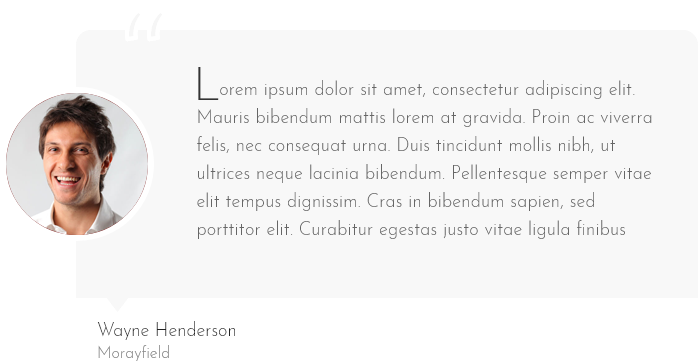 “
Lorem ipsum dolor sit amet, consectetur adipiscing elit.
Mauris bibendum mattis lorem at gravida. Proin ac viverra
felis, nec consequat urna. Duis tincidunt mollis nibh, ut
ultrices neque lacinia bibendum. Pellentesque semper vitae
elit tempus dignissim. Cras in bibendum sapien, sed
porttitor elit. Curabitur egestas justo vitae ligula finibus
Wayne Henderson
Morayfield